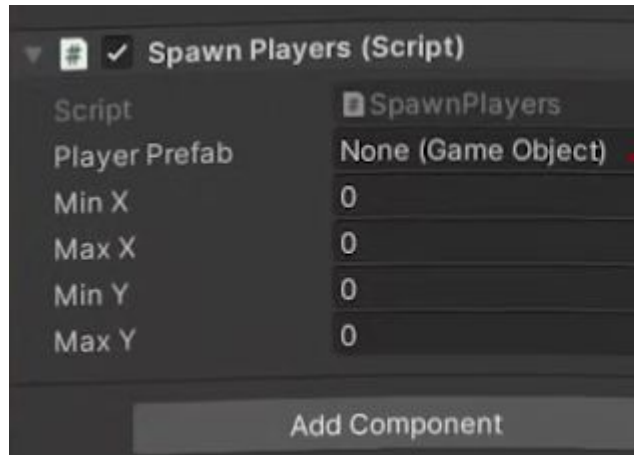 Spawn Players (Script)
Script SpawnPlayers
Player Prefab None (Game Object)
Min X 0
Max X 0
Min Y 0
Max Y 0
Add Component